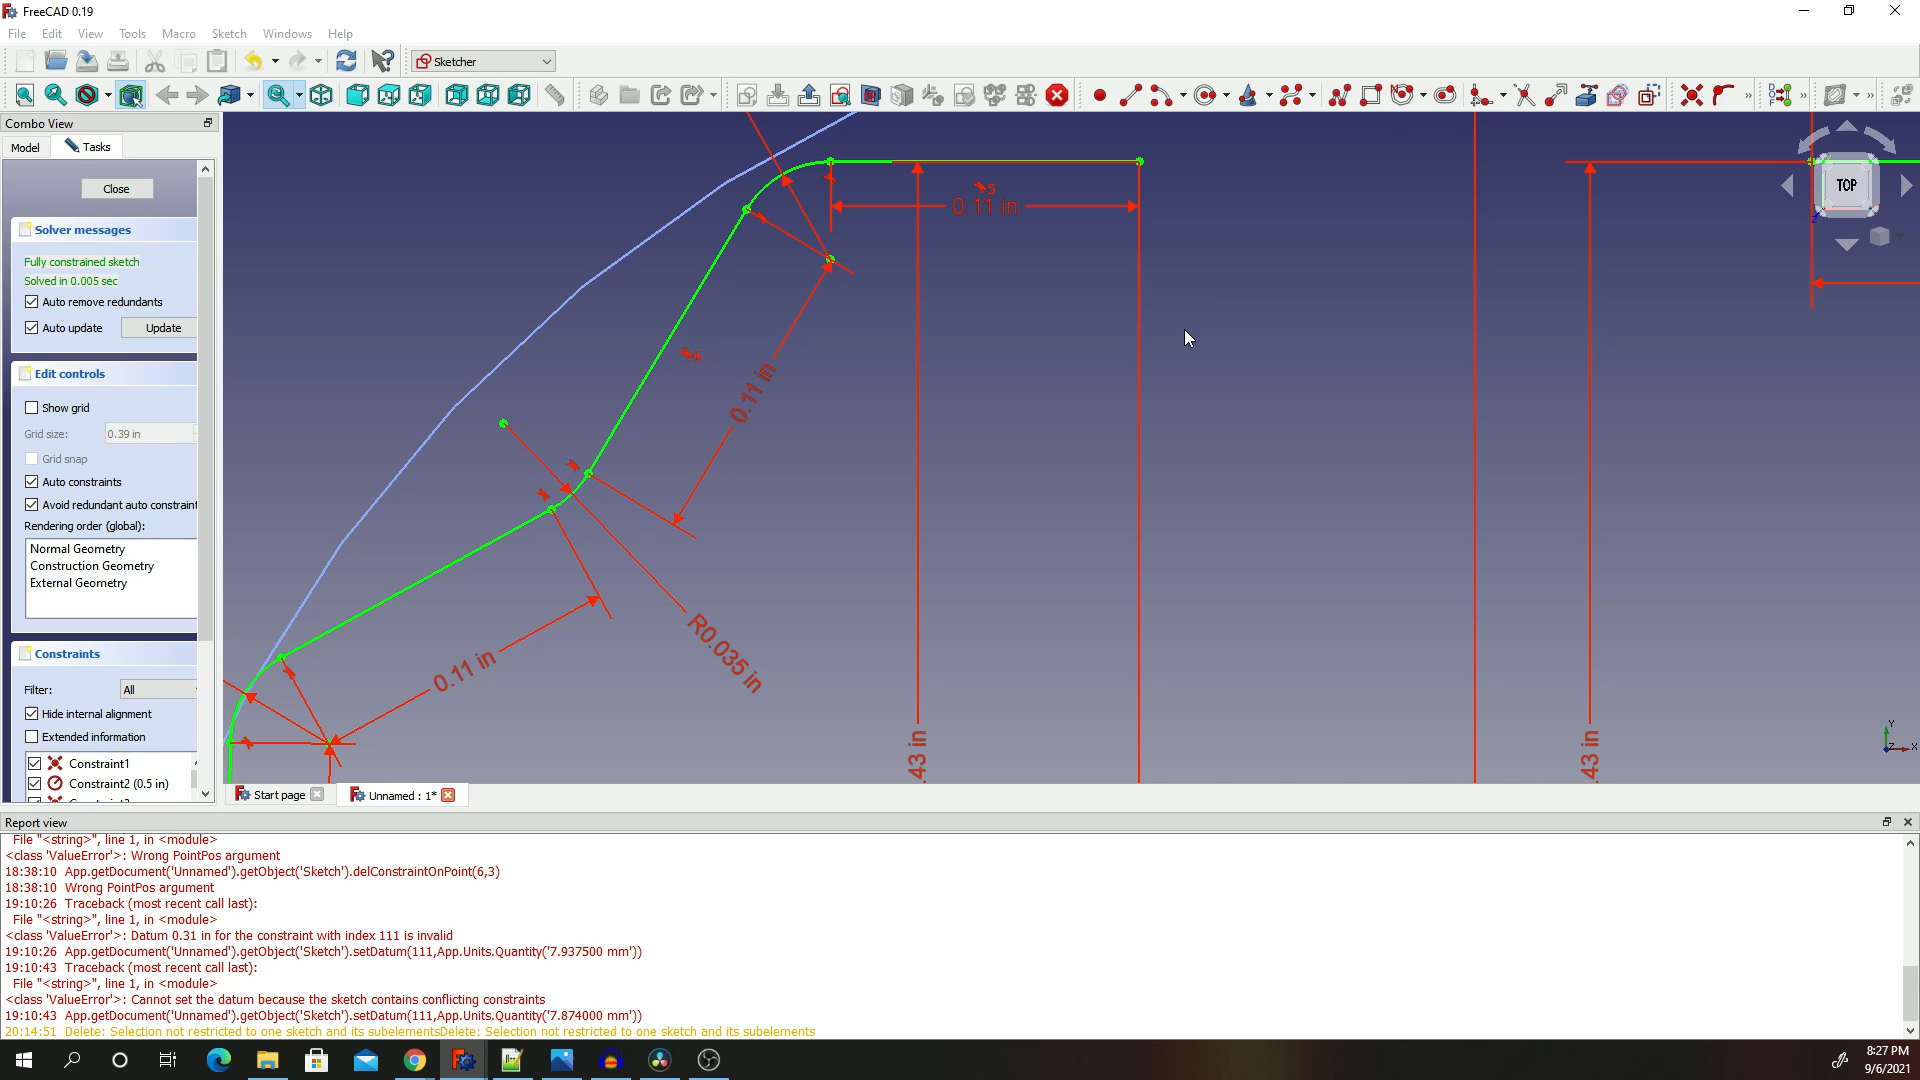 FreeCAD 0.19
File Edit View Tools Macro Sketch Windows Help
Sketcher
Combo View
Model Tasks
Close
Solver messages
Fully constrained sketch
Solved in 0.005 sec
Auto remove redundants
Auto update Update
Edit controls
Show grid
Grid size: 0.39 in
Grid snap
Auto constraints
Avoid redundant auto constraint
Rendering order (global):
Normal Geometry
Construction Geometry
External Geometry
Constraints
Filter: All
Hide internal alignment
Extended information
Constraint1
Constraint2 (0.5 in)
5
0.11 in
6
0.11 in
0.11 in
R0.035 in
.43 in
.43 in
TOP
Z
Y
Z X
Start page Unnamed : 1*
Report view
File "<string>", line 1, in <module>
<class 'ValueError'>: Wrong PointPos argument
18:38:10 App.getDocument('Unnamed').getObject('Sketch').delConstraintOnPoint(6,3)
18:38:10 Wrong PointPos argument
19:10:26 Traceback (most recent call last):
File "<string>", line 1, in <module>
<class 'ValueError'>: Datum 0.31 in for the constraint with index 111 is invalid
19:10:26 App.getDocument('Unnamed').getObject('Sketch').setDatum(111,App.Units.Quantity('7.937500 mm'))
19:10:43 Traceback (most recent call last):
File "<string>", line 1, in <module>
<class 'ValueError'>: Cannot set the datum because the sketch contains conflicting constraints
19:10:43 App.getDocument('Unnamed').getObject('Sketch').setDatum(111,App.Units.Quantity('7.874000 mm'))
20:14:51 Delete: Selection not restricted to one sketch and its subelementsDelete: Selection not restricted to one sketch and its subelements
8:27 PM
9/6/2021